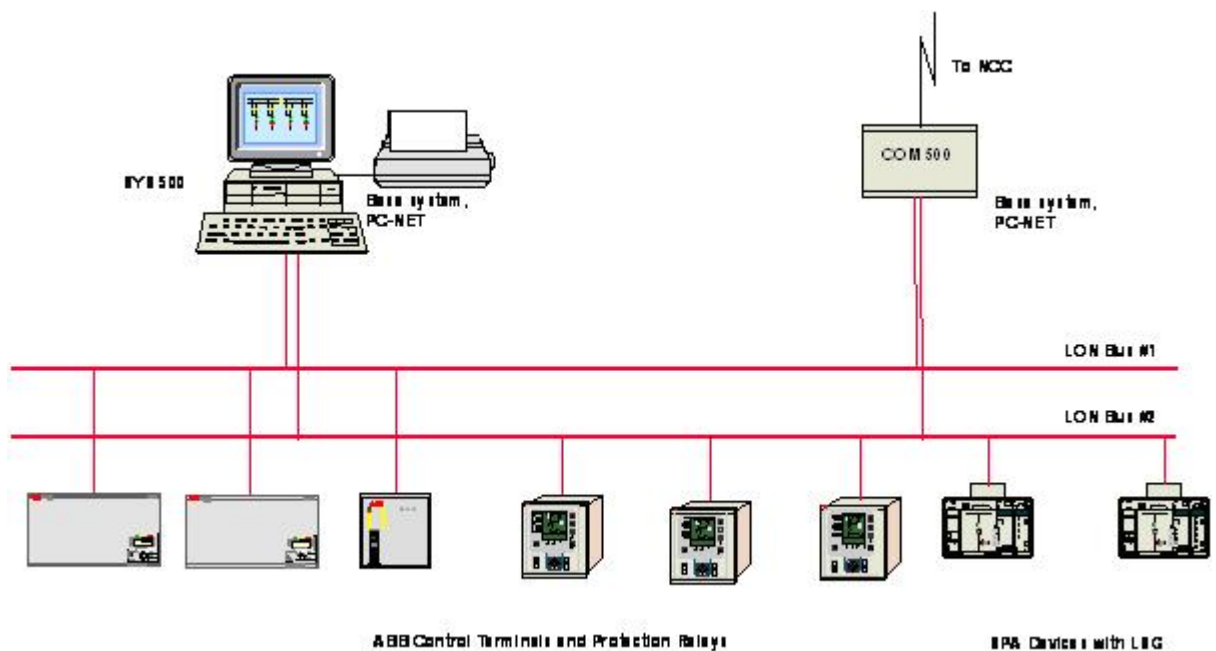 To NCC
COM 500
SYS 500
Base system,
PC-NET
Base system,
PC-NET
LON Bus #1
LON Bus #2
ABB Control Terminals and Protection Relays
SPA Devices with LSG